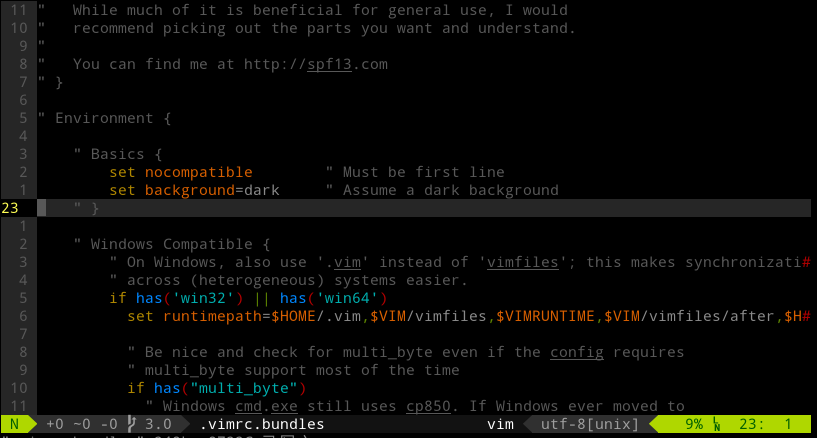 11 "   While much of it is beneficial for general use, I would
10 "   recommend picking out the parts you want and understand.
9 "
8 "   You can find me at http://spf13.com
7 " }
6
5 " Environment {
4
3     " Basics {
2         set nocompatible        " Must be first line
1         set background=dark     " Assume a dark background
23     " }
1
2     " Windows Compatible {
3         " On Windows, also use '.vim' instead of 'vimfiles'; this makes synchronizati#
4         " across (heterogeneous) systems easier.
5         if has('win32') || has('win64')
6           set runtimepath=$HOME/.vim,$VIM/vimfiles,$VIMRUNTIME,$VIM/vimfiles/after,$H#
7
8           " Be nice and check for multi_byte even if the config requires
9           " multi_byte support most of the time
10           if has("multi_byte")
11             " Windows cmd.exe still uses cp850. If Windows ever moved to
N +0 ~0 -0 3.0 .vimrc.bundles vim utf-8[unix] 9% LN 23: 1